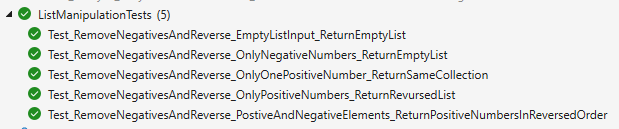 ListManipulationTests (5)
Test_RemoveNegativesAndReverse_EmptyListInput_ReturnEmptyList
Test_RemoveNegativesAndReverse_OnlyNegativeNumbers_ReturnEmptyList
Test_RemoveNegativesAndReverse_OnlyOnePositiveNumber_ReturnSameCollection
Test_RemoveNegativesAndReverse_OnlyPositiveNumbers_ReturnRevursedList
Test_RemoveNegativesAndReverse_PostiveAndNegativeElements_ReturnPositiveNumbersInReversedOrder